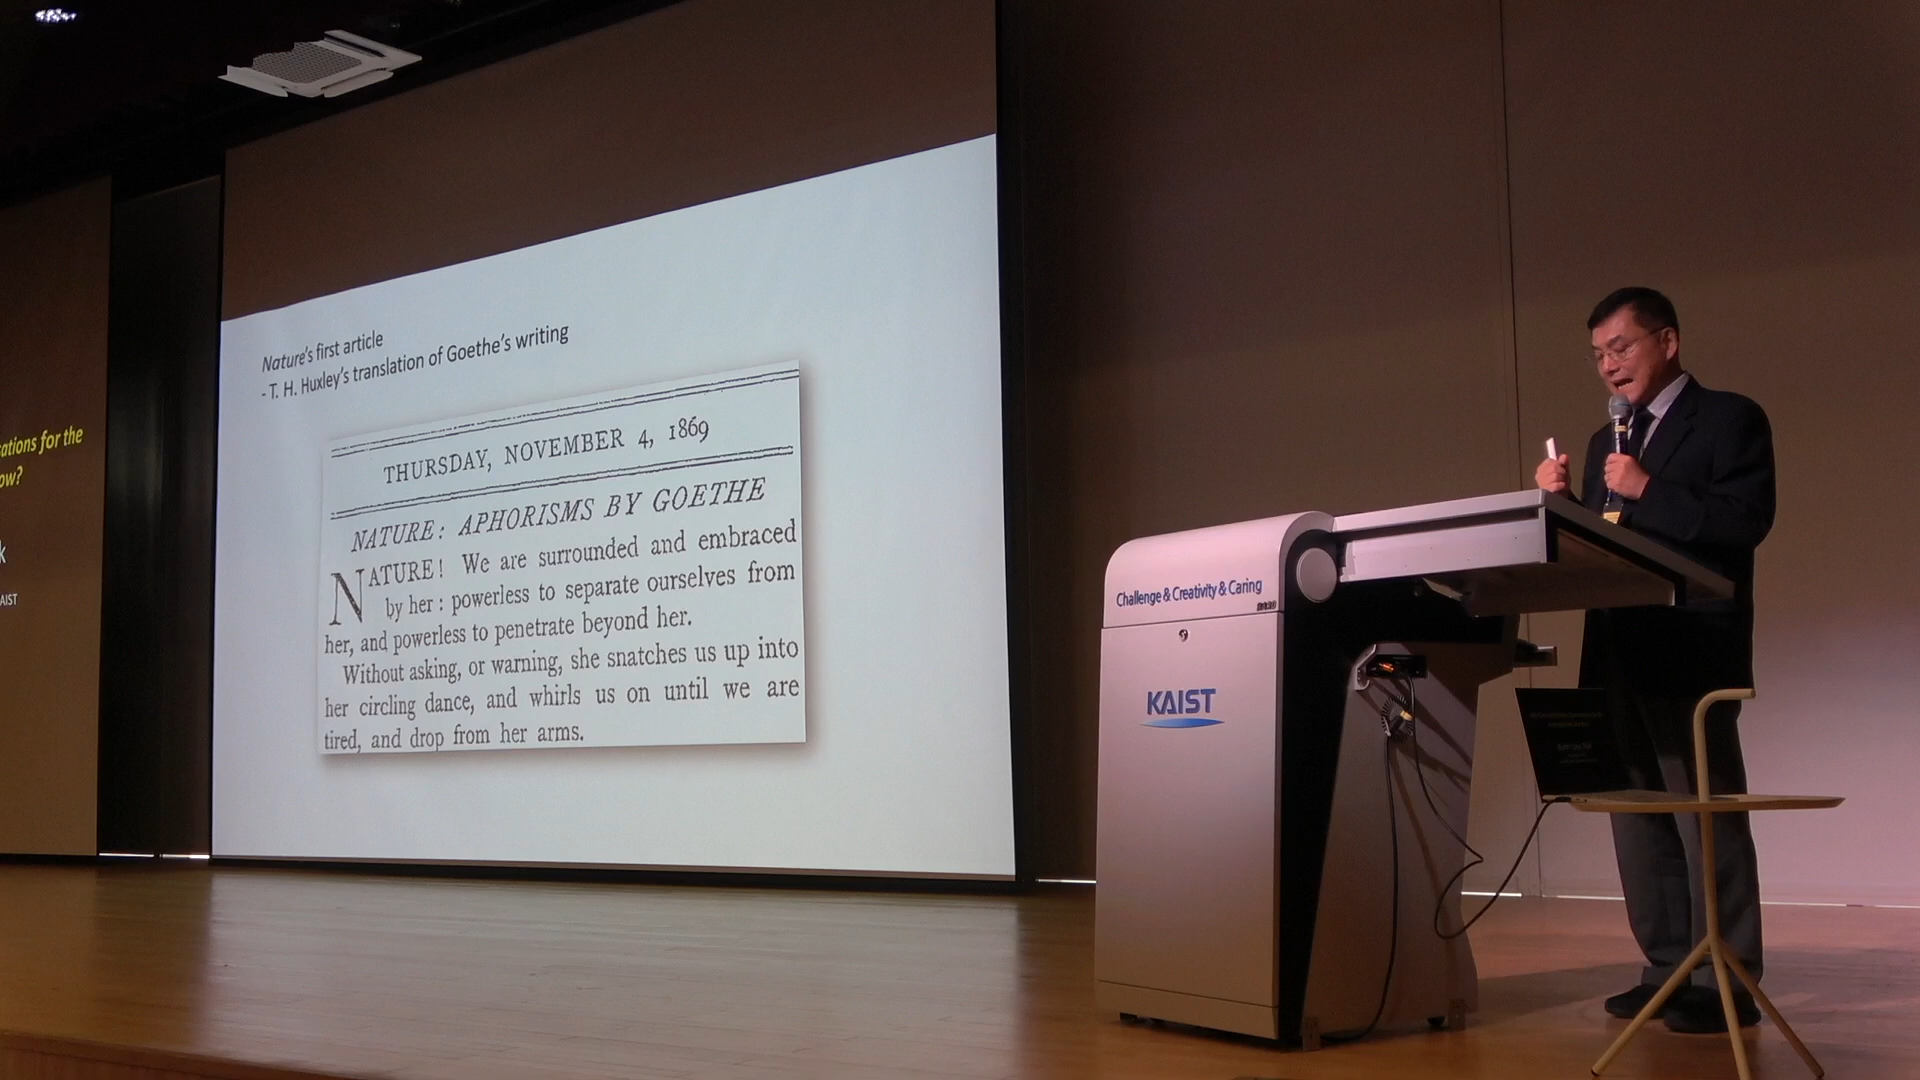 ations for the
ow?
k
AIST
Nature's first article
- T. H. Huxley's translation of Goethe's writing
THURSDAY, NOVEMBER 4, 1869
NATURE: APHORISMS BY GOETHE
NATURE! We are surrounded and embraced
by her: powerless to separate ourselves from
her, and powerless to penetrate beyond her.
Without asking, or warning, she snatches us up into
her circling dance, and whirls us on until we are
tired, and drop from her arms.
Challenge & Creativity & Caring
KAIST